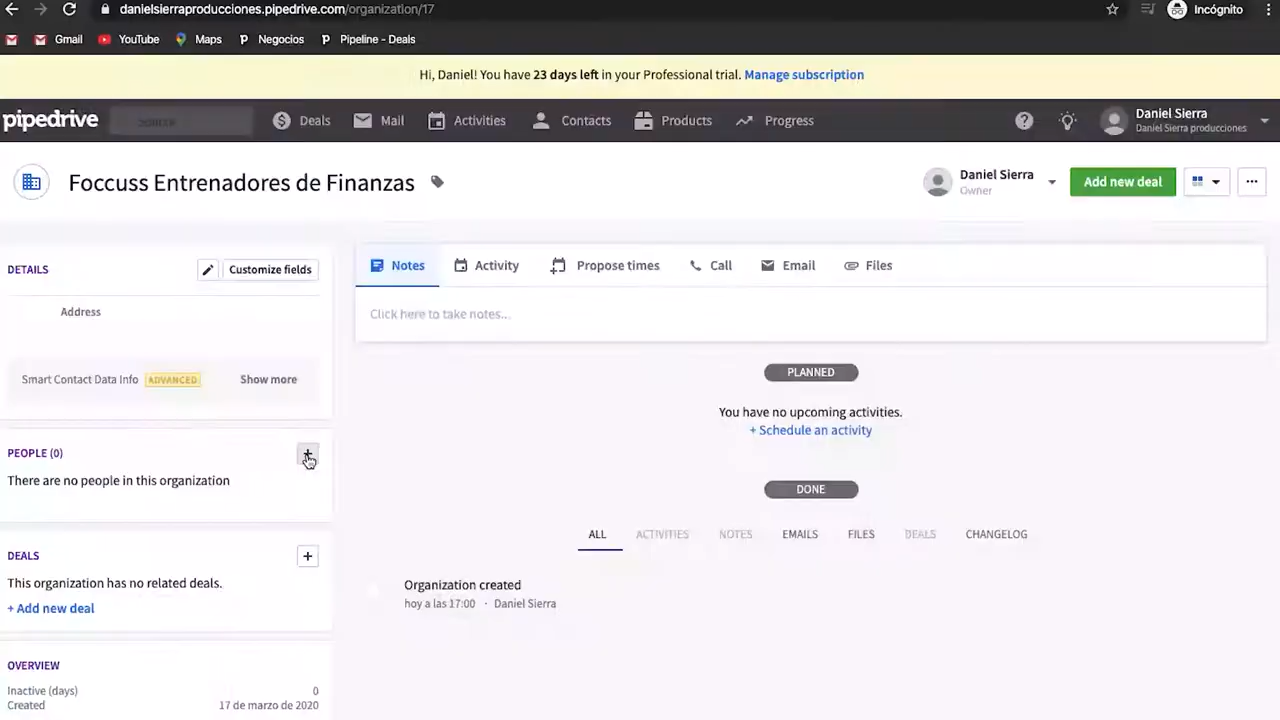 danielsierraproducciones.pipedrive.com/organization/17
Incógnito
Gmail
YouTube
Maps
Negocios
Pipeline - Deals
Hi, Daniel! You have 23 days left in your Professional trial. Manage subscription
pipedrive
Deals
Mail
Activities
Contacts
Products
Progress
Daniel Sierra
Daniel Sierra producciones
Foccuss Entrenadores de Finanzas
Daniel Sierra
Owner
Add new deal
DETAILS
Customize fields
Address
Smart Contact Data Info ADVANCED Show more
PEOPLE (0)
There are no people in this organization
DEALS
This organization has no related deals.
+ Add new deal
OVERVIEW
Inactive (days) 0
Created 17 de marzo de 2020
Notes
Activity
Propose times
Call
Email
Files
Click here to take notes...
PLANNED
You have no upcoming activities.
+ Schedule an activity
DONE
ALL
ACTIVITIES
NOTES
EMAILS
FILES
DEALS
CHANGELOG
Organization created
hoy a las 17:00 · Daniel Sierra